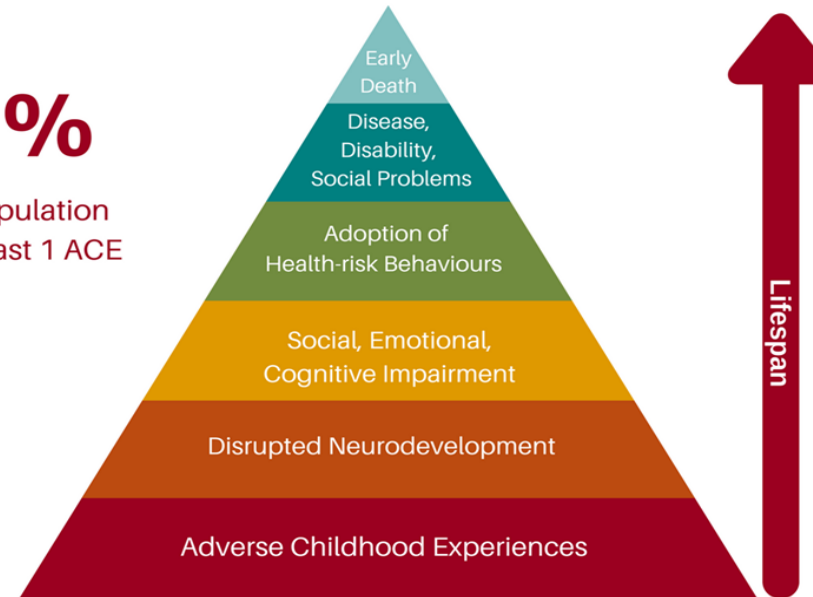 %
pulation
ast 1 ACE
Early
Death
Disease,
Disability,
Social Problems
Adoption of
Health-risk Behaviours
Social, Emotional,
Cognitive Impairment
Disrupted Neurodevelopment
Adverse Childhood Experiences
Lifespan